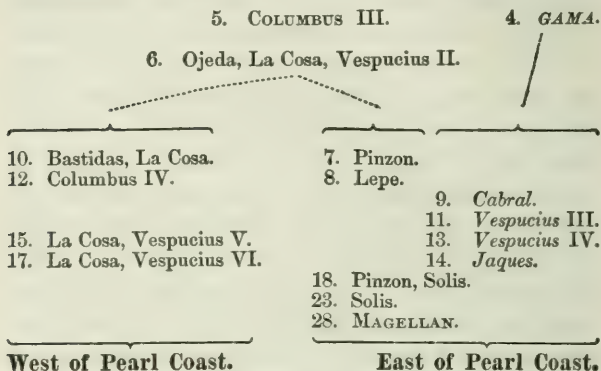 5. COLUMBUS III. 4. GAMA.
6. Ojeda, La Cosa, Vespucius II.
10. Bastidas, La Cosa.
12. Columbus IV.
15. La Cosa, Vespucius V.
17. La Cosa, Vespucius VI.
West of Pearl Coast.
7. Pinzon.
8. Lepe.
9. Cabral.
11. Vespucius III.
13. Vespucius IV.
14. Jaques.
18. Pinzon, Solis.
23. Solis.
28. MAGELLAN.
East of Pearl Coast.